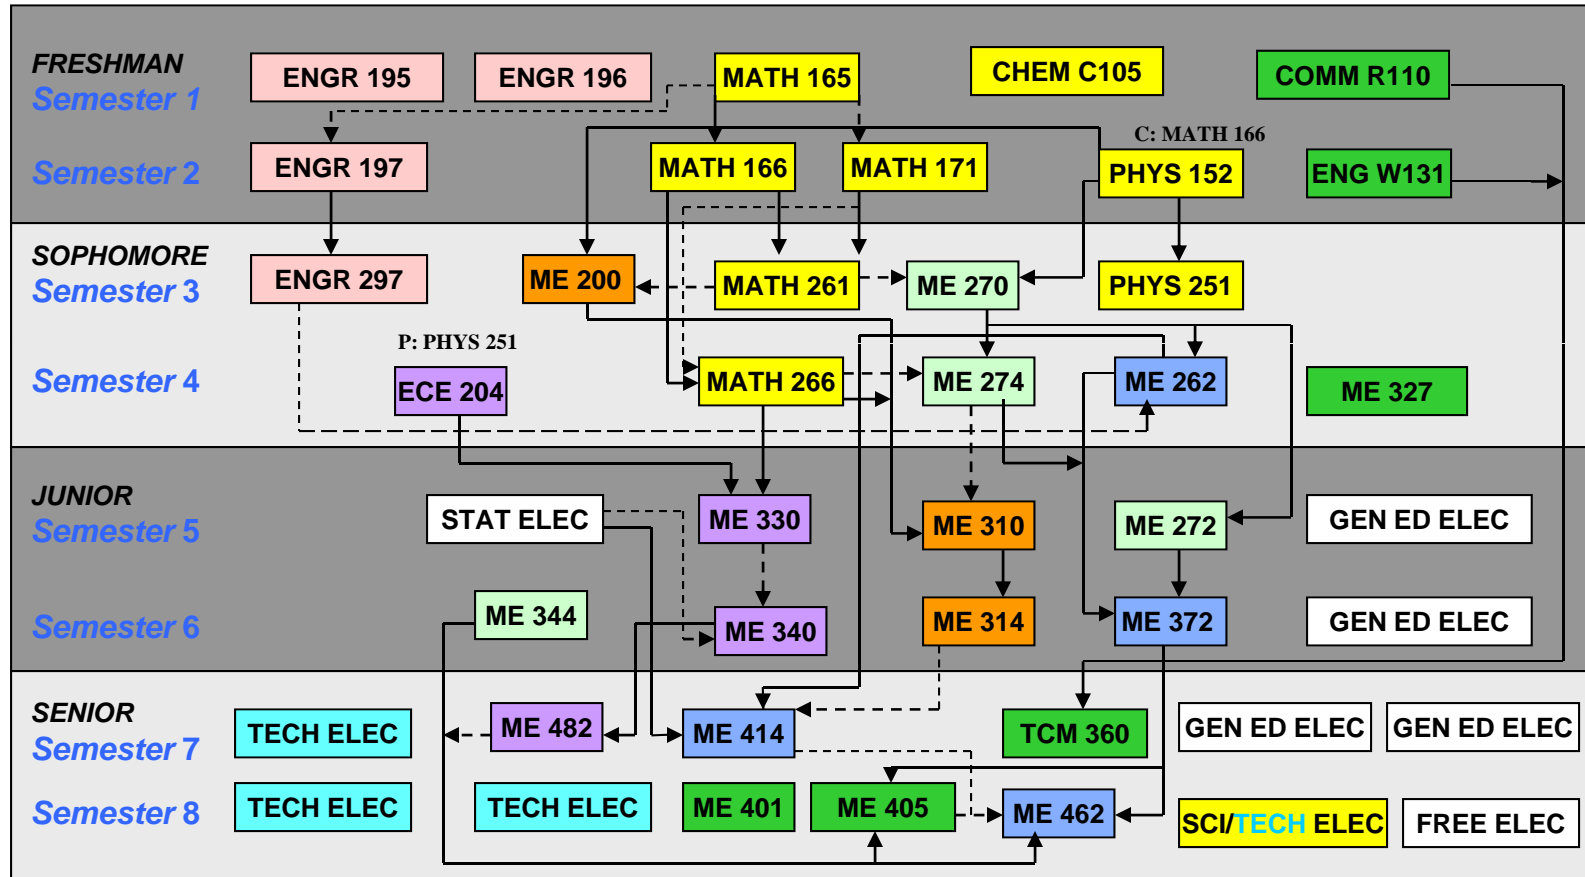 FRESHMAN
Semester 1
ENGR 195
ENGR 196
MATH 165
CHEM C105
COMM R110
C: MATH 166
Semester 2
ENGR 197
MATH 166
MATH 171
PHYS 152
ENG W131
SOPHOMORE
Semester 3
ENGR 297
ME 200
MATH 261
ME 270
PHYS 251
P: PHYS 251
Semester 4
ECE 204
MATH 266
ME 274
ME 262
ME 327
JUNIOR
Semester 5
STAT ELEC
ME 330
ME 310
ME 272
GEN ED ELEC
Semester 6
ME 344
ME 340
ME 314
ME 372
GEN ED ELEC
SENIOR
Semester 7
TECH ELEC
ME 482
ME 414
TCM 360
GEN ED ELEC
GEN ED ELEC
Semester 8
TECH ELEC
TECH ELEC
ME 401
ME 405
ME 462
SCI/TECH ELEC
FREE ELEC